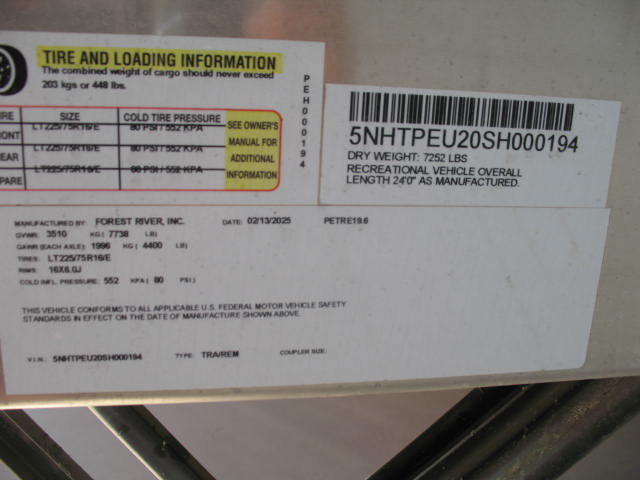 TIRE AND LOADING INFORMATION
The combined weight of cargo should never exceed
203 kgs or 448 lbs.
IRE SIZE COLD TIRE PRESSURE SEE OWNER'S MANUAL FOR ADDITIONAL INFORMATION
RONT LT225/75R16/E 80 PSI / 552 KPA
EAR LT225/75R16/E 80 PSI / 552 KPA
PARE LT225/75R16/E 80 PSI / 552 KPA
PEH000194
5NHTPEU20SH000194
DRY WEIGHT: 7252 LBS
RECREATIONAL VEHICLE OVERALL
LENGTH 24'0" AS MANUFACTURED.
MANUFACTURED BY: FOREST RIVER, INC. DATE: 02/13/2025 PETRE19.6
GVWR: 3510 KG ( 7738 LB)
GAWR (EACH AXLE): 1996 KG ( 4400 LB)
TIRES: LT225/75R16/E
RIMS: 16X6.0J
COLD INFL. PRESSURE: 552 KPA ( 80 PSI )
THIS VEHICLE CONFORMS TO ALL APPLICABLE U.S. FEDERAL MOTOR VEHICLE SAFETY
STANDARDS IN EFFECT ON THE DATE OF MANUFACTURE SHOWN ABOVE.
V.I.N.: 5NHTPEU20SH000194 TYPE: TRA/REM COUPLER SIZE: